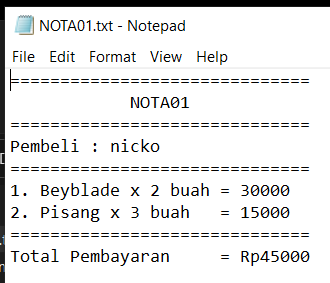 NOTA01.txt - Notepad
File Edit Format View Help
==============================
            NOTA01
==============================
Pembeli : nicko
==============================
1. Beyblade x 2 buah = 30000
2. Pisang x 3 buah   = 15000
==============================
Total Pembayaran     = Rp45000